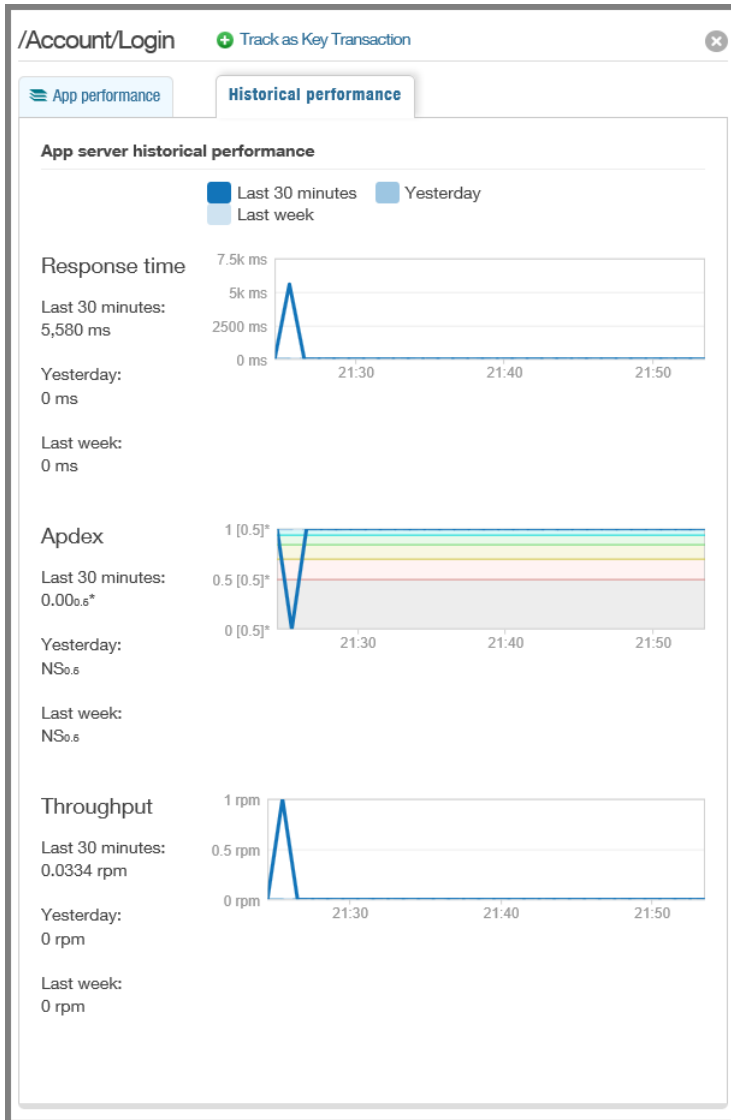 /Account/Login Track as Key Transaction
App performance Historical performance
App server historical performance
Last 30 minutes Yesterday
Last week
Response time
Last 30 minutes:
5,580 ms
Yesterday:
0 ms
Last week:
0 ms
7.5k ms
5k ms
2500 ms
0 ms
21:30 21:40 21:50
Apdex
Last 30 minutes:
0.00₀.₅*
Yesterday:
NS₀.₅
Last week:
NS₀.₅
1 [0.5]*
0.5 [0.5]*
0 [0.5]*
21:30 21:40 21:50
Throughput
Last 30 minutes:
0.0334 rpm
Yesterday:
0 rpm
Last week:
0 rpm
1 rpm
0.5 rpm
0 rpm
21:30 21:40 21:50